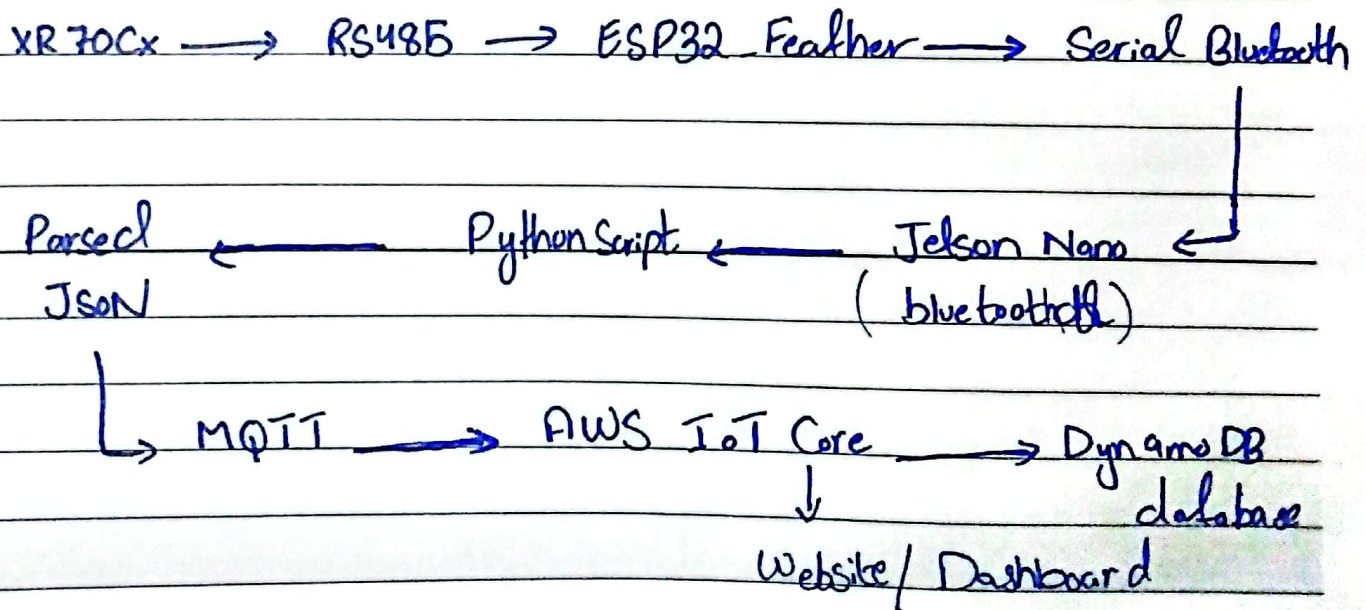 XR70Cx → RS485 → ESP32 Feather → Serial Bluetooth
Parsed ← Python Script ← Jetson Nano ←
JSON
MQTT → AWS IoT Core → DynamoDB
database
Website/ Dashboard